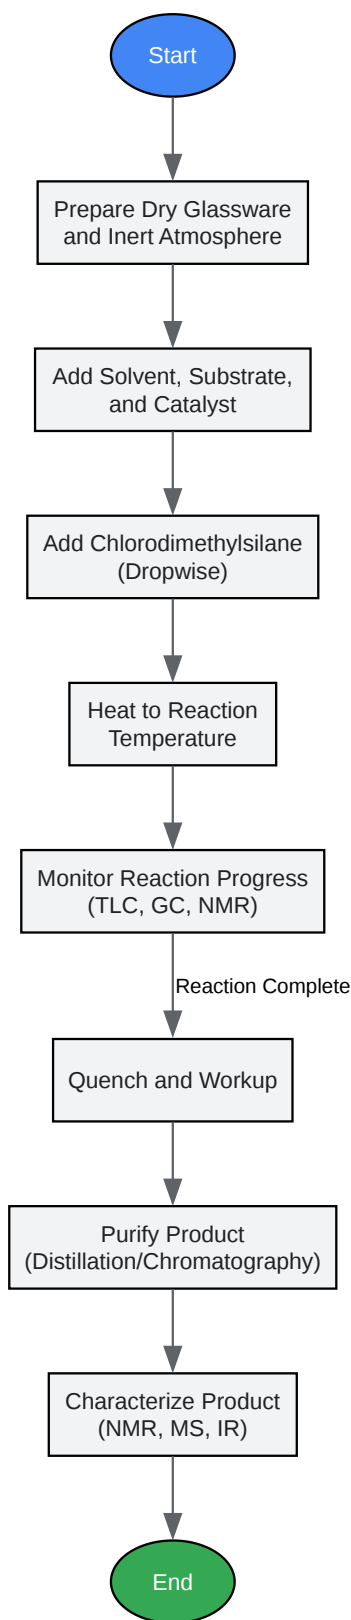 Start
Prepare Dry Glassware
and Inert Atmosphere
Add Solvent, Substrate,
and Catalyst
Add Chlorodimethylsilane
(Dropwise)
Heat to Reaction
Temperature
Monitor Reaction Progress
(TLC, GC, NMR)
Reaction Complete
Quench and Workup
Purify Product
(Distillation/Chromatography)
Characterize Product
(NMR, MS, IR)
End